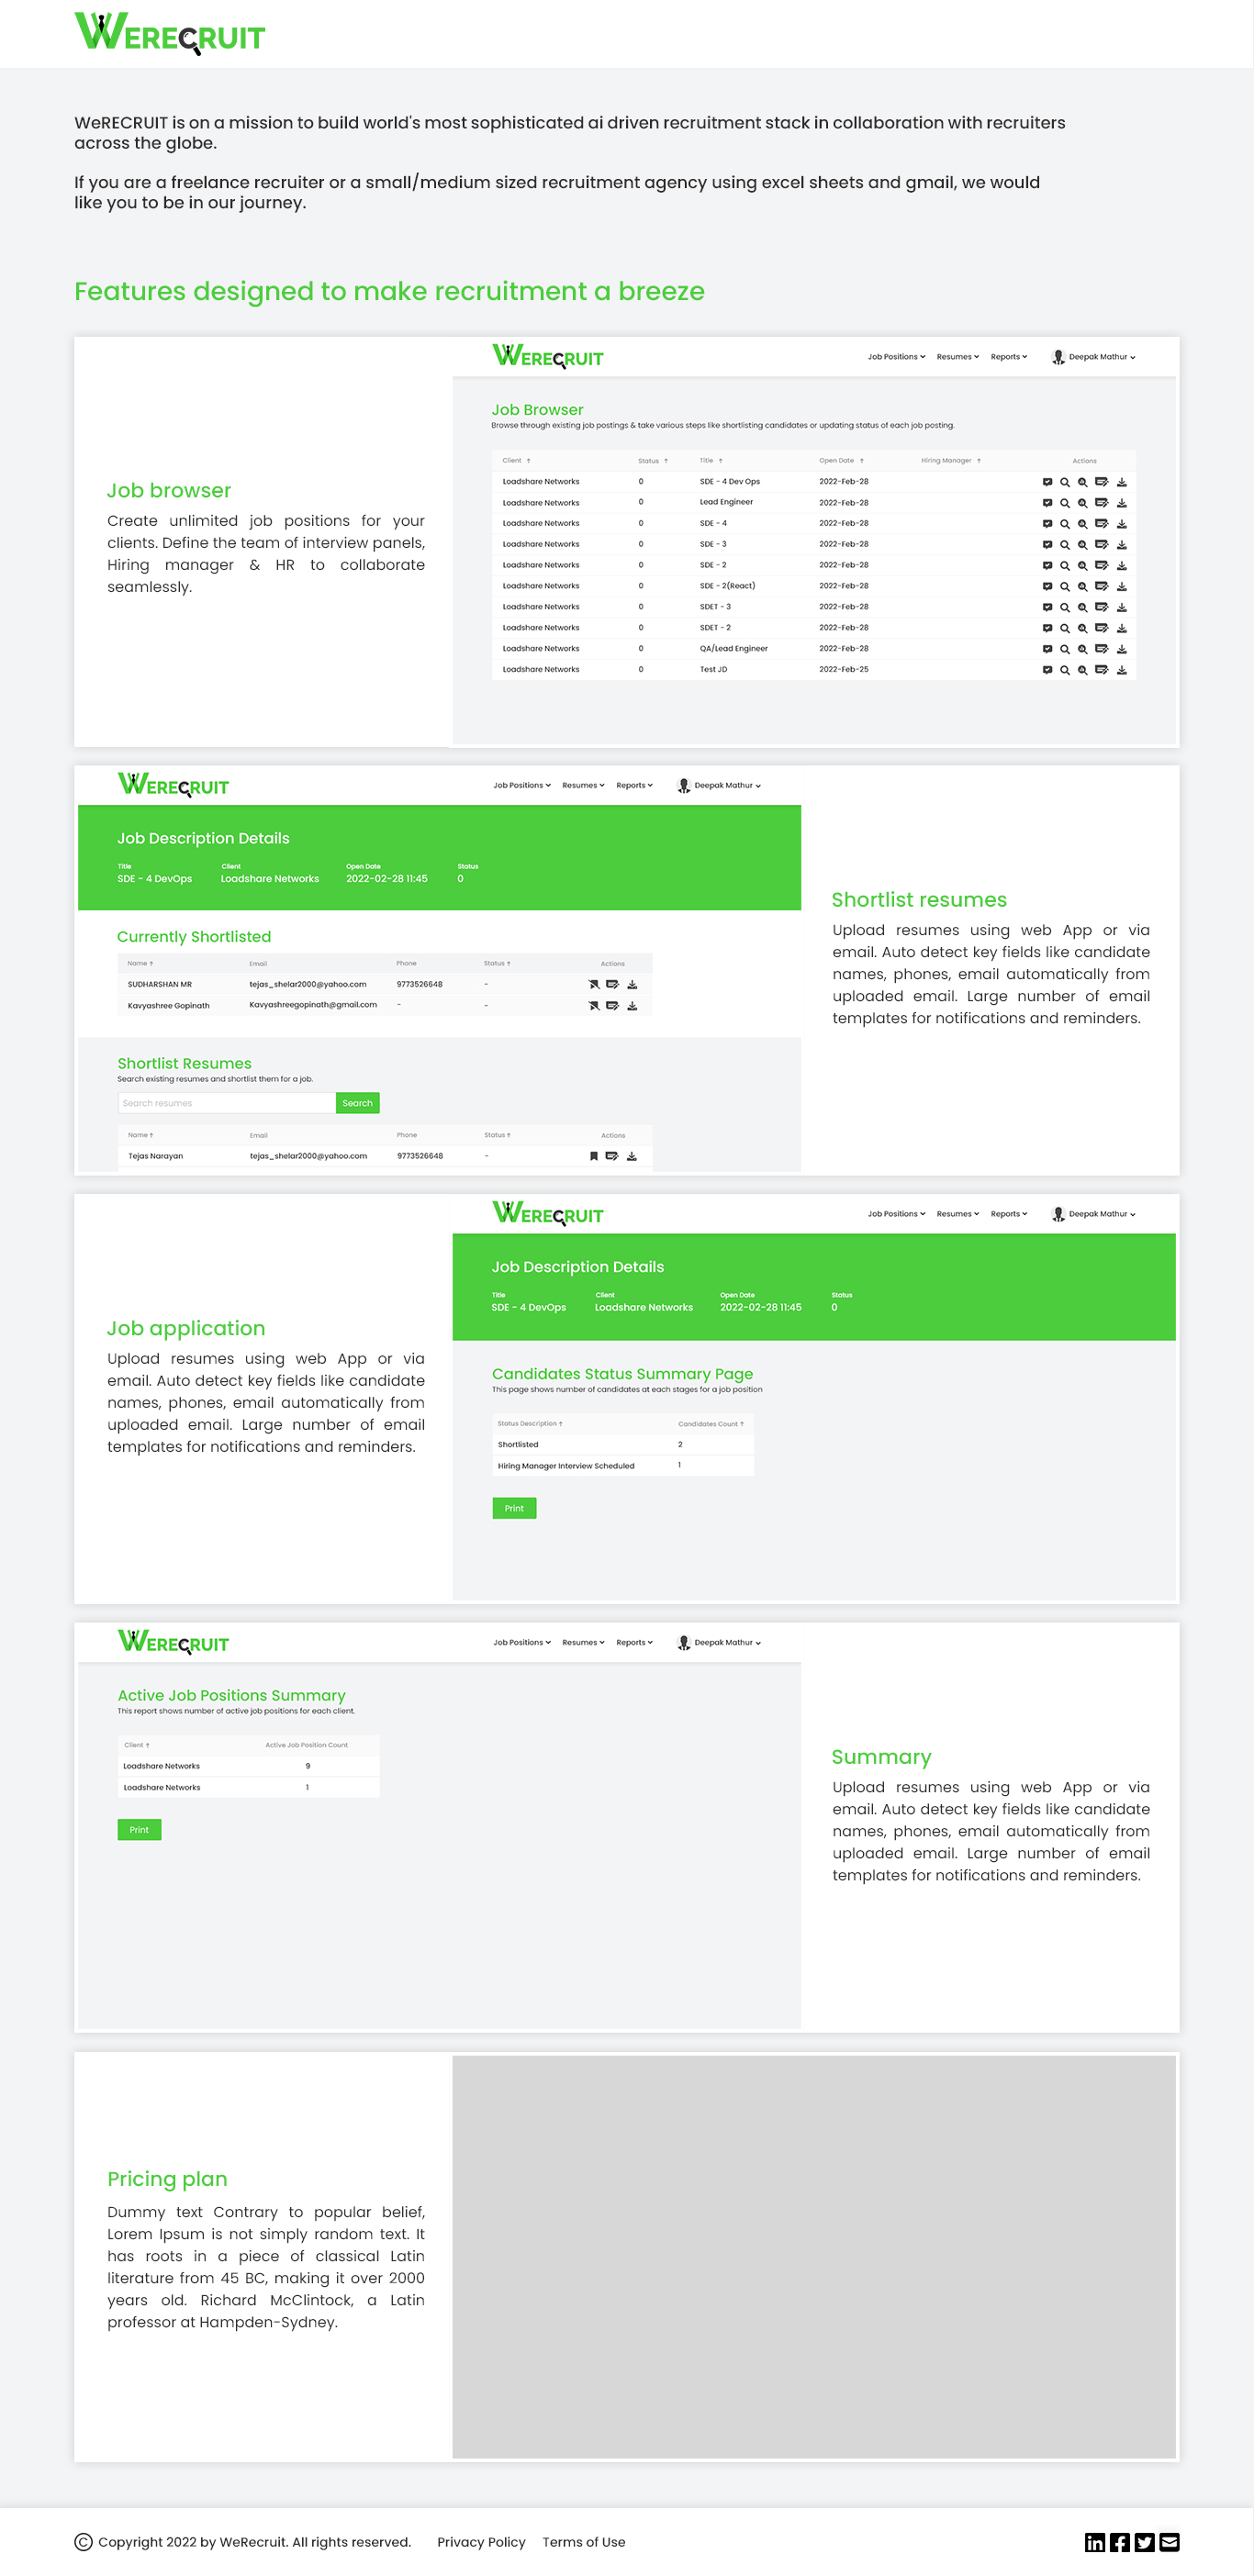 WERECRUIT
WeRECRUIT is on a mission to build world's most sophisticated ai driven recruitment stack in collaboration with recruiters
across the globe.
If you are a freelance recruiter or a small/medium sized recruitment agency using excel sheets and gmail, we would
like you to be in our journey.
Features designed to make recruitment a breeze
Job browser
Create unlimited job positions for your
clients. Define the team of interview panels,
Hiring manager & HR to collaborate
seamlessly.
WERECRUIT Job Positions Resumes Reports Deepak Mathur
Job Browser
Browse through existing job postings & take various steps like shortlisting candidates or updating status of each job posting.
Client ↑ Status ↑ Title ↑ Open Date ↑ Hiring Manager ↑ Actions
Loadshare Networks 0 SDE - 4 Dev Ops 2022-Feb-28
Loadshare Networks 0 Lead Engineer 2022-Feb-28
Loadshare Networks 0 SDE - 4 2022-Feb-28
Loadshare Networks 0 SDE - 3 2022-Feb-28
Loadshare Networks 0 SDE - 2 2022-Feb-28
Loadshare Networks 0 SDE - 2(React) 2022-Feb-28
Loadshare Networks 0 SDET - 3 2022-Feb-28
Loadshare Networks 0 SDET - 2 2022-Feb-28
Loadshare Networks 0 QA/Lead Engineer 2022-Feb-28
Loadshare Networks 0 Test JD 2022-Feb-25
WERECRUIT Job Positions Resumes Reports Deepak Mathur
Job Description Details
Title Client Open Date Status
SDE - 4 DevOps Loadshare Networks 2022-02-28 11:45 0
Currently Shortlisted
Name ↑ Email Phone Status ↑ Actions
SUDHARSHAN MR tejas_shelar2000@yahoo.com 9773526648 -
Kavyashree Gopinath Kavyashreegopinath@gmail.com - -
Shortlist Resumes
Search existing resumes and shortlist them for a job.
Search resumes Search
Name ↑ Email Phone Status ↑ Actions
Tejas Narayan tejas_shelar2000@yahoo.com 9773526648 -
Shortlist resumes
Upload resumes using web App or via
email. Auto detect key fields like candidate
names, phones, email automatically from
uploaded email. Large number of email
templates for notifications and reminders.
Job application
Upload resumes using web App or via
email. Auto detect key fields like candidate
names, phones, email automatically from
uploaded email. Large number of email
templates for notifications and reminders.
WERECRUIT Job Positions Resumes Reports Deepak Mathur
Job Description Details
Title Client Open Date Status
SDE - 4 DevOps Loadshare Networks 2022-02-28 11:45 0
Candidates Status Summary Page
This page shows number of candidates at each stages for a job position
Status Description ↑ Candidates Count ↑
Shortlisted 2
Hiring Manager Interview Scheduled 1
Print
WERECRUIT Job Positions Resumes Reports Deepak Mathur
Active Job Positions Summary
This report shows number of active job positions for each client.
Client ↑ Active Job Position Count
Loadshare Networks 9
Loadshare Networks 1
Print
Summary
Upload resumes using web App or via
email. Auto detect key fields like candidate
names, phones, email automatically from
uploaded email. Large number of email
templates for notifications and reminders.
Pricing plan
Dummy text Contrary to popular belief,
Lorem Ipsum is not simply random text. It
has roots in a piece of classical Latin
literature from 45 BC, making it over 2000
years old. Richard McClintock, a Latin
professor at Hampden-Sydney.
© Copyright 2022 by WeRecruit. All rights reserved. Privacy Policy Terms of Use